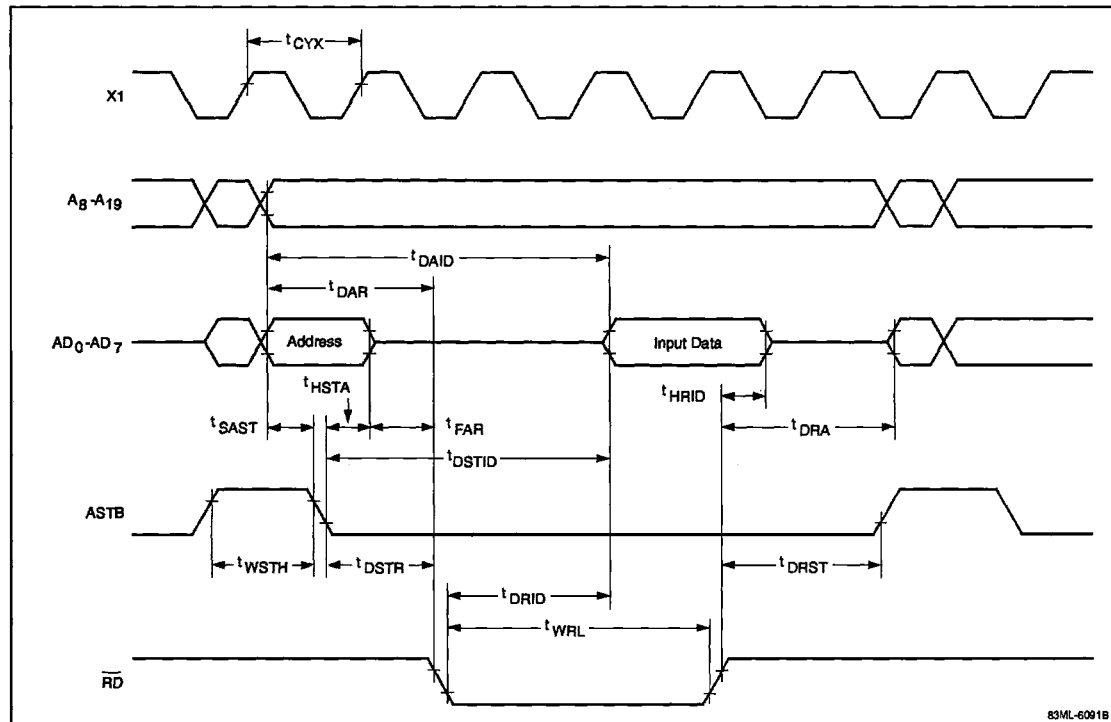 tCYX
X1
A8-A19
tDAID
tDAR
AD0-AD7
Address
Input Data
tHSTA
tHRID
tSAST
tFAR
tDRA
tDSTID
ASTB
tWSTH
tDSTR
tDRST
tDRID
tWRL
R̅D̅
83ML-6091B